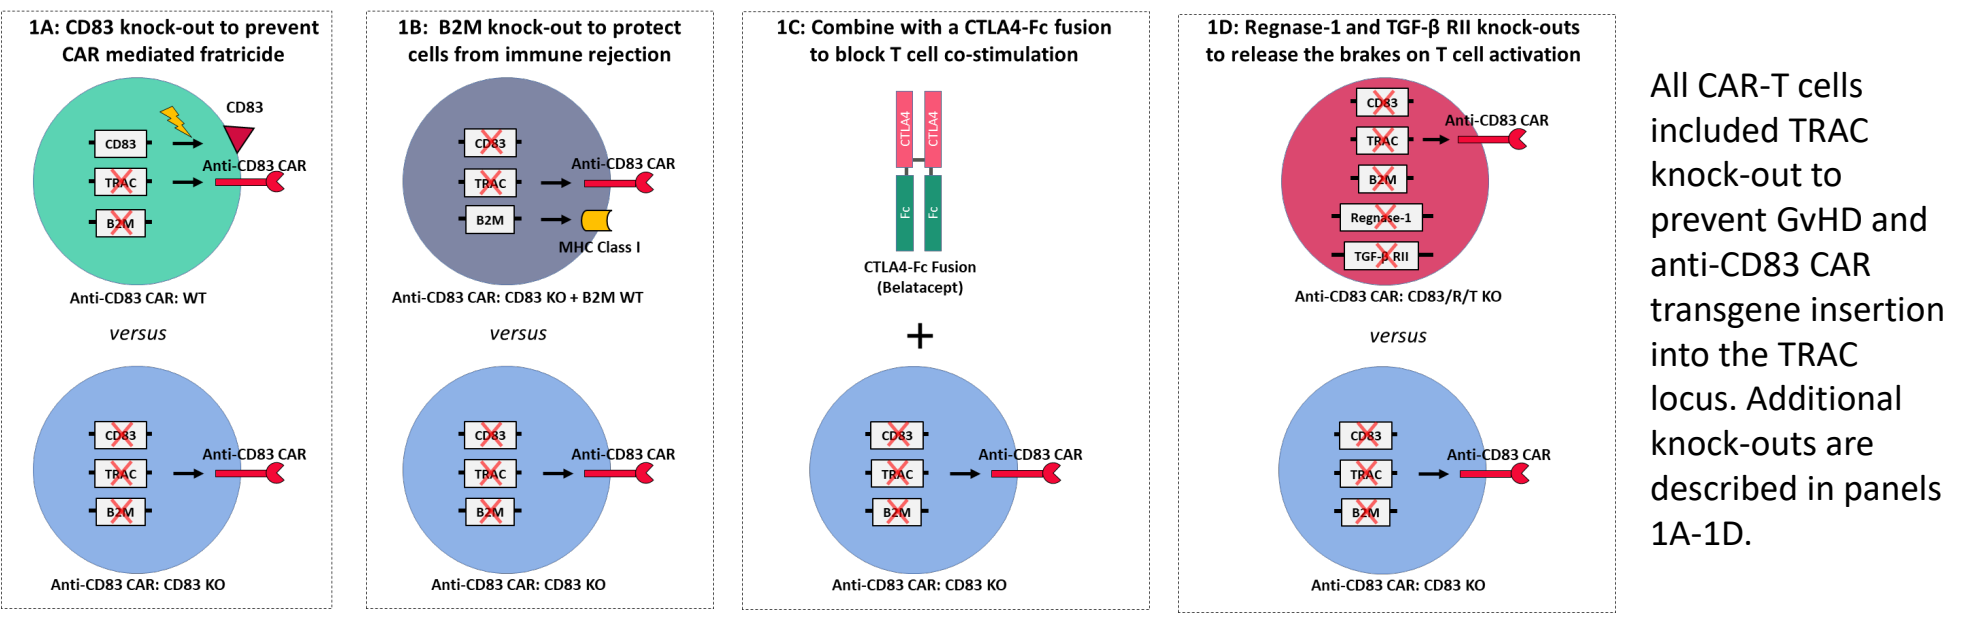 1A: CD83 knock-out to prevent
CAR mediated fratricide
CD83
CD83
Anti-CD83 CAR
TRAC
B2M
Anti-CD83 CAR: WT
versus
CD83
Anti-CD83 CAR
TRAC
B2M
Anti-CD83 CAR: CD83 KO
1B: B2M knock-out to protect
cells from immune rejection
CD83
Anti-CD83 CAR
TRAC
B2M
MHC Class I
Anti-CD83 CAR: CD83 KO + B2M WT
versus
CD83
Anti-CD83 CAR
TRAC
B2M
Anti-CD83 CAR: CD83 KO
1C: Combine with a CTLA4-Fc fusion
to block T cell co-stimulation
CTLA4
CTLA4
Fc
Fc
CTLA4-Fc Fusion
(Belatacept)
+
CD83
Anti-CD83 CAR
TRAC
B2M
Anti-CD83 CAR: CD83 KO
1D: Regnase-1 and TGF-β RII knock-outs
to release the brakes on T cell activation
CD83
Anti-CD83 CAR
TRAC
B2M
Regnase-1
TGF-β RII
Anti-CD83 CAR: CD83/R/T KO
versus
CD83
Anti-CD83 CAR
TRAC
B2M
Anti-CD83 CAR: CD83 KO
All CAR-T cells
included TRAC
knock-out to
prevent GvHD and
anti-CD83 CAR
transgene insertion
into the TRAC
locus. Additional
knock-outs are
described in panels
1A-1D.